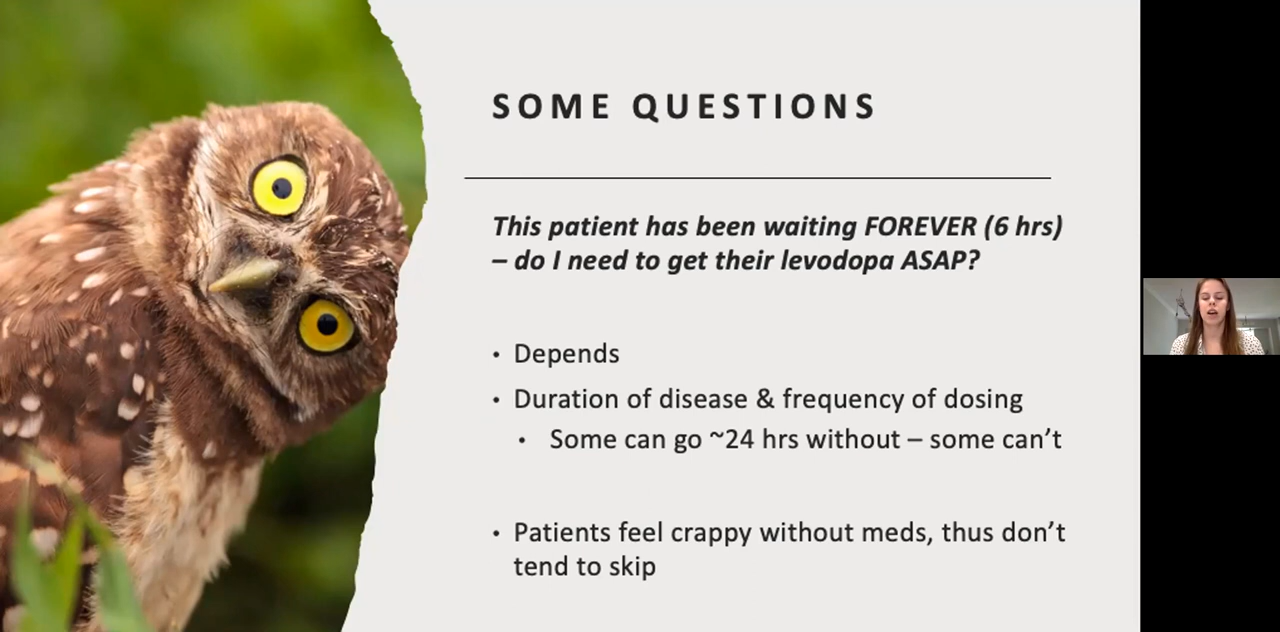 SOME QUESTIONS
This patient has been waiting FOREVER (6 hrs)
– do I need to get their levodopa ASAP?
• Depends
• Duration of disease & frequency of dosing
• Some can go ~24 hrs without – some can't
• Patients feel crappy without meds, thus don't
tend to skip